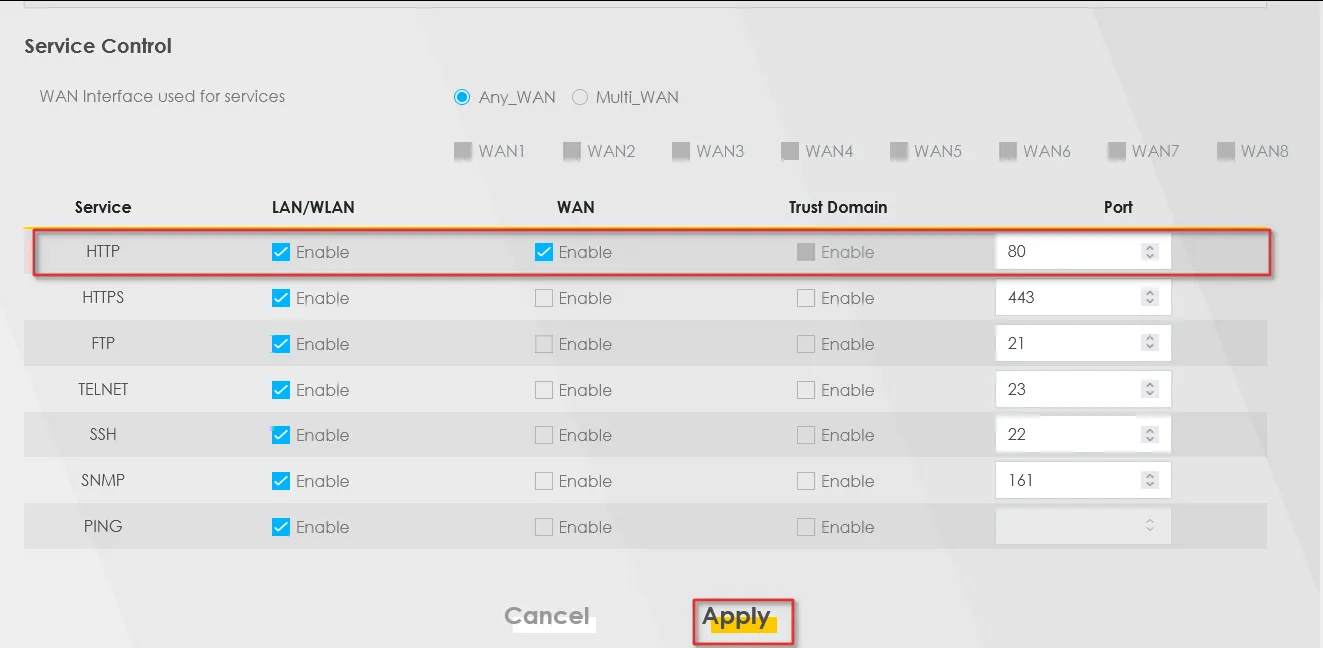 Service Control
WAN Interface used for services Any_WAN Multi_WAN
WAN1 WAN2 WAN3 WAN4 WAN5 WAN6 WAN7 WAN8
Service LAN/WLAN WAN Trust Domain Port
HTTP Enable Enable Enable 80
HTTPS Enable Enable Enable 443
FTP Enable Enable Enable 21
TELNET Enable Enable Enable 23
SSH Enable Enable Enable 22
SNMP Enable Enable Enable 161
PING Enable Enable Enable
Cancel Apply